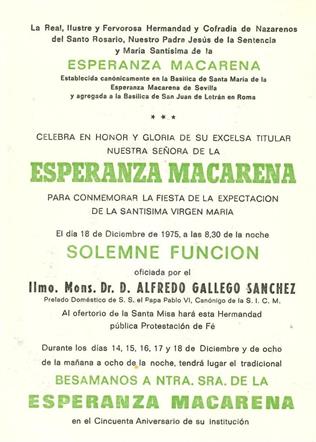 La Real, Ilustre y Fervorosa Hermandad y Cofradía de Nazarenos
del Santo Rosario, Nuestro Padre Jesús de la Sentencia
y María Santísima de la
ESPERANZA MACARENA
Establecida canónicamente en la Basílica de Santa María de la
Esperanza Macarena de Sevilla
y agregada a la Basílica de San Juan de Letrán en Roma
* * *
CELEBRA EN HONOR Y GLORIA DE SU EXCELSA TITULAR
NUESTRA SEÑORA DE LA
ESPERANZA MACARENA
PARA CONMEMORAR LA FIESTA DE LA EXPECTACION
DE LA SANTISIMA VIRGEN MARIA
El día 18 de Diciembre de 1975, a las 8,30 de la noche
SOLEMNE FUNCION
oficiada por el
Ilmo. Mons. Dr. D. ALFREDO GALLEGO SANCHEZ
Prelado Doméstico de S. S. el Papa Pablo VI, Canónigo de la S. I. C. M.
Al ofertorio de la Santa Misa hará esta Hermandad
pública Protestación de Fé
Durante los días 14, 15, 16, 17 y 18 de Diciembre y de ocho
de la mañana a ocho de la noche, tendrá lugar el tradicional
BESAMANOS A NTRA. SRA. DE LA
ESPERANZA MACARENA
en el Cincuenta Aniversario de su institución